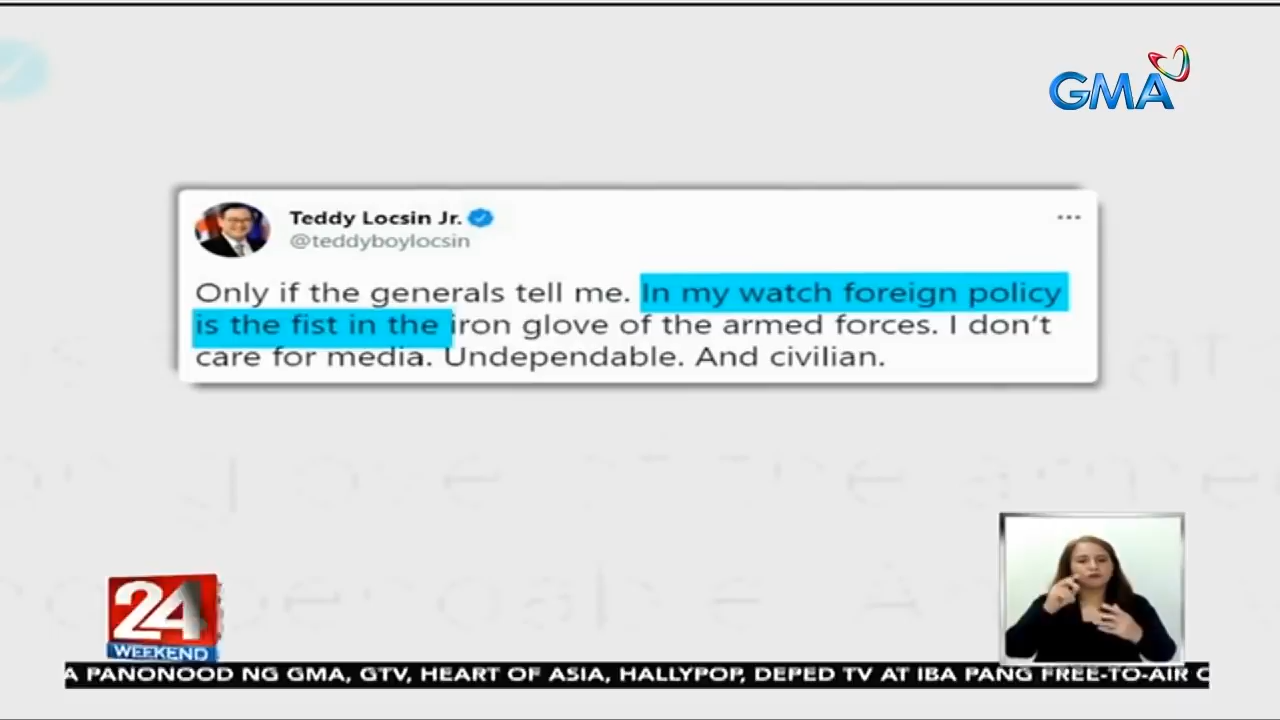 GMA
Teddy Locsin Jr.
@teddyboylocsin
Only if the generals tell me. In my watch foreign policy
is the fist in the iron glove of the armed forces. I don't
care for media. Undependable. And civilian.
24
WEEKEND
A PANONOOD NG GMA, GTV, HEART OF ASIA, HALLYPOP, DEPED TV AT IBA PANG FREE-TO-AIR